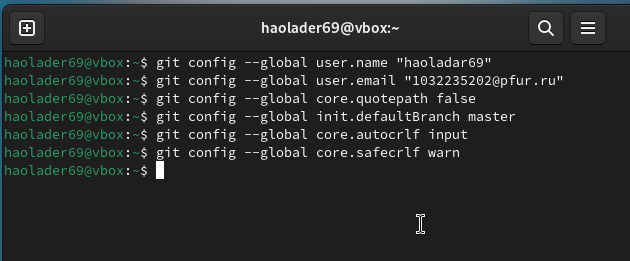 haolader69@vbox:~
haolader69@vbox:~$ git config --global user.name "haoladar69"
haolader69@vbox:~$ git config --global user.email "1032235202@pfur.ru"
haolader69@vbox:~$ git config --global core.quotepath false
haolader69@vbox:~$ git config --global init.defaultBranch master
haolader69@vbox:~$ git config --global core.autocrlf input
haolader69@vbox:~$ git config --global core.safecrlf warn
haolader69@vbox:~$